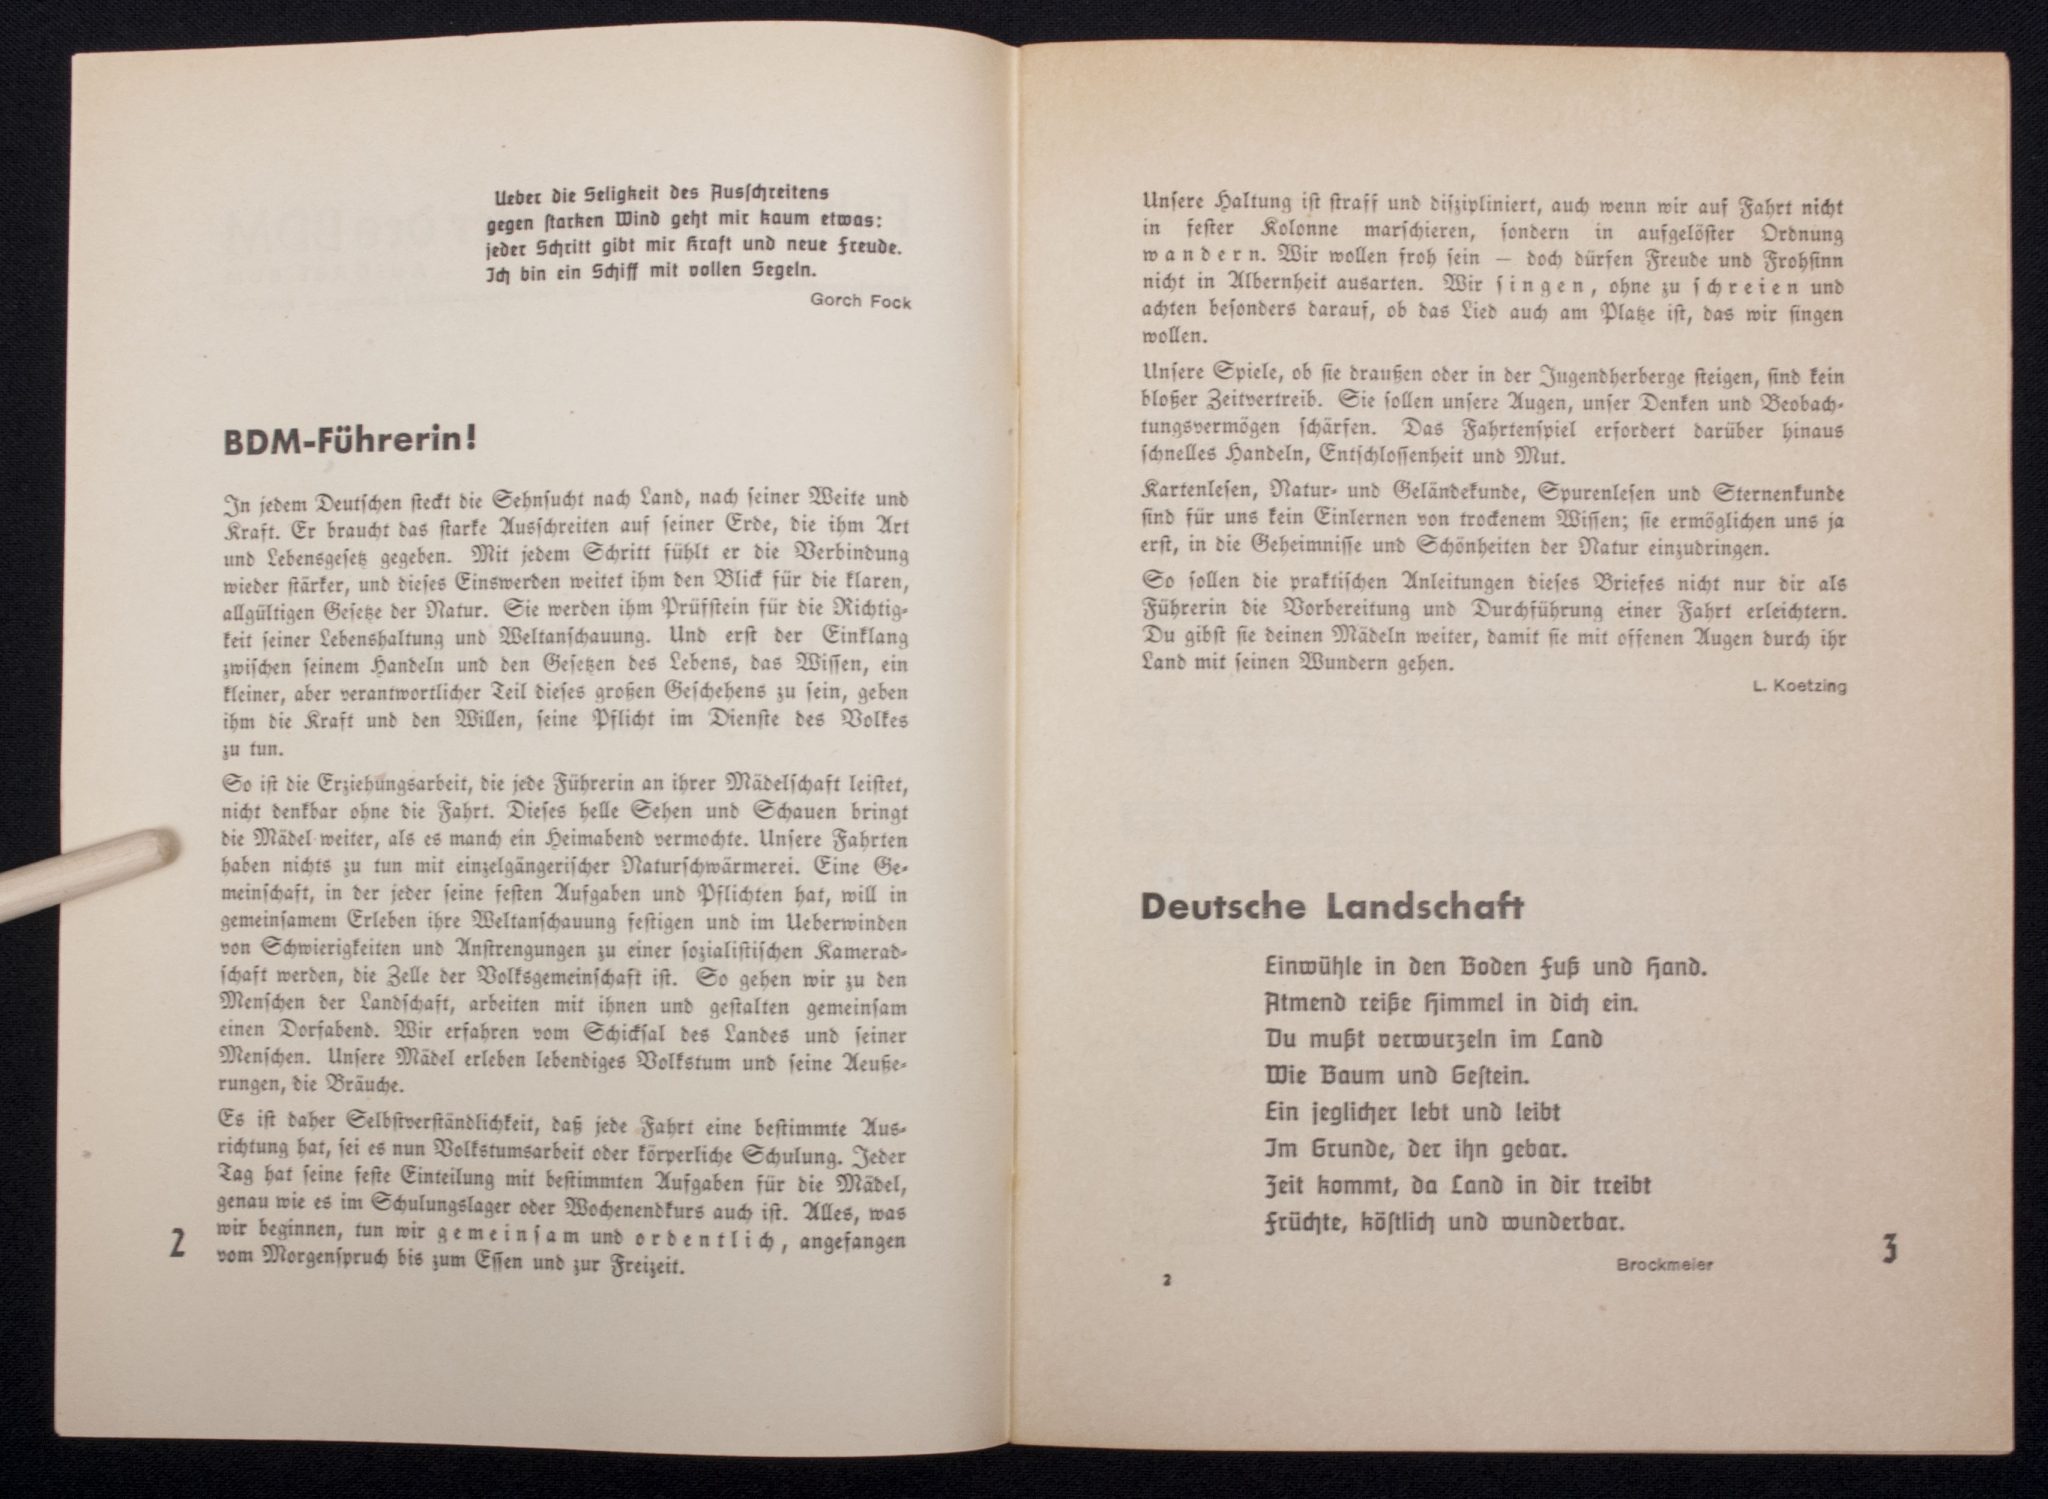 Ueber die Seligkeit des Ausschreitens
gegen starken Wind geht mir kaum etwas:
jeder Schritt gibt mir Kraft und neue Freude.
Ich bin ein Schiff mit vollen Segeln.
Gorch Fock
BDM-Führerin!
In jedem Deutschen steckt die Sehnsucht nach Land, nach seiner Weite und
Kraft. Er braucht das starke Ausschreiten auf seiner Erde, die ihm Art
und Lebensgesetz gegeben. Mit jedem Schritt fühlt er die Verbindung
wieder stärker, und dieses Einswerden weitet ihm den Blick für die klaren,
allgültigen Gesetze der Natur. Sie werden ihm Prüfstein für die Richtig-
keit seiner Lebenshaltung und Weltanschauung. Und erst der Einklang
zwischen seinem Handeln und den Gesetzen des Lebens, das Wissen, ein
kleiner, aber verantwortlicher Teil dieses großen Geschehens zu sein, geben
ihm die Kraft und den Willen, seine Pflicht im Dienste des Volkes
zu tun.
So ist die Erziehungsarbeit, die jede Führerin an ihrer Mädelschaft leistet,
nicht denkbar ohne die Fahrt. Dieses helle Sehen und Schauen bringt
die Mädel weiter, als es manch ein Heimabend vermochte. Unsere Fahrten
haben nichts zu tun mit einzelgängerischer Naturschwärmerei. Eine Ge-
meinschaft, in der jeder seine festen Aufgaben und Pflichten hat, will in
gemeinsamem Erleben ihre Weltanschauung festigen und im Ueberwinden
von Schwierigkeiten und Anstrengungen zu einer sozialistischen Kamerad-
schaft werden, die Zelle der Volksgemeinschaft ist. So gehen wir zu den
Menschen der Landschaft, arbeiten mit ihnen und gestalten gemeinsam
einen Dorfabend. Wir erfahren vom Schicksal des Landes und seiner
Menschen. Unsere Mädel erleben lebendiges Volkstum und seine Aeuße-
rungen, die Bräuche.
Es ist daher Selbstverständlichkeit, daß jede Fahrt eine bestimmte Aus-
richtung hat, sei es nun Volkstumsarbeit oder körperliche Schulung. Jeder
Tag hat seine feste Einteilung mit bestimmten Aufgaben für die Mädel,
genau wie es im Schulungslager oder Wochenendkurs auch ist. Alles, was
wir beginnen, tun wir gemeinsam und ordentlich, angefangen
vom Morgenspruch bis zum Essen und zur Freizeit.
2
Unsere Haltung ist straff und diszipliniert, auch wenn wir auf Fahrt nicht
in fester Kolonne marschieren, sondern in aufgelöster Ordnung
wandern. Wir wollen froh sein — doch dürfen Freude und Frohsinn
nicht in Albernheit ausarten. Wir singen, ohne zu schreien und
achten besonders darauf, ob das Lied auch am Platze ist, das wir singen
wollen.
Unsere Spiele, ob sie draußen oder in der Jugendherberge steigen, sind kein
bloßer Zeitvertreib. Sie sollen unsere Augen, unser Denken und Beobach-
tungsvermögen schärfen. Das Fahrtenspiel erfordert darüber hinaus
schnelles Handeln, Entschlossenheit und Mut.
Kartenlesen, Natur- und Geländekunde, Spurenlesen und Sternenkunde
sind für uns kein Einlernen von trockenem Wissen; sie ermöglichen uns ja
erst, in die Geheimnisse und Schönheiten der Natur einzudringen.
So sollen die praktischen Anleitungen dieses Briefes nicht nur dir als
Führerin die Vorbereitung und Durchführung einer Fahrt erleichtern.
Du gibst sie deinen Mädeln weiter, damit sie mit offenen Augen durch ihr
Land mit seinen Wundern gehen.
L. Koetzing
Deutsche Landschaft
Einwühle in den Boden Fuß und Hand.
Atmend reiße Himmel in dich ein.
Du mußt verwurzeln im Land
Wie Baum und Gestein.
Ein jeglicher lebt und leibt
Im Grunde, der ihn gebar.
Zeit kommt, da Land in dir treibt
Früchte, köstlich und wunderbar.
Brockmeier
2
3